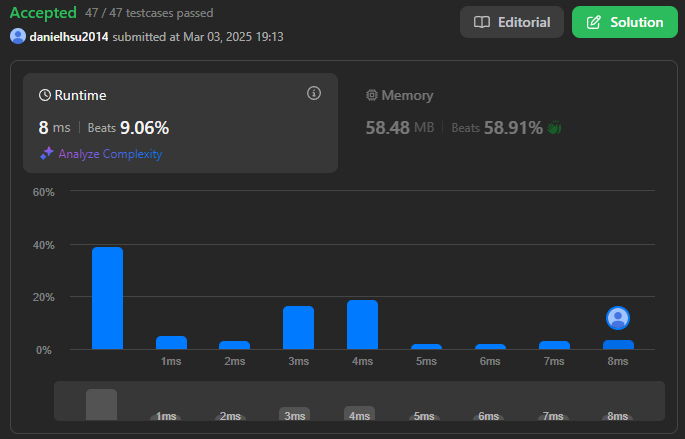 Accepted 47 / 47 testcases passed
Editorial
Solution
danielhsu2014 submitted at Mar 03, 2025 19:13
Runtime
8 ms | Beats 9.06%
Analyze Complexity
Memory
58.48 MB | Beats 58.91%
60%
40%
20%
0%
1ms 2ms 3ms 4ms 5ms 6ms 7ms 8ms
1ms 2ms 3ms 4ms 5ms 6ms 7ms 8ms